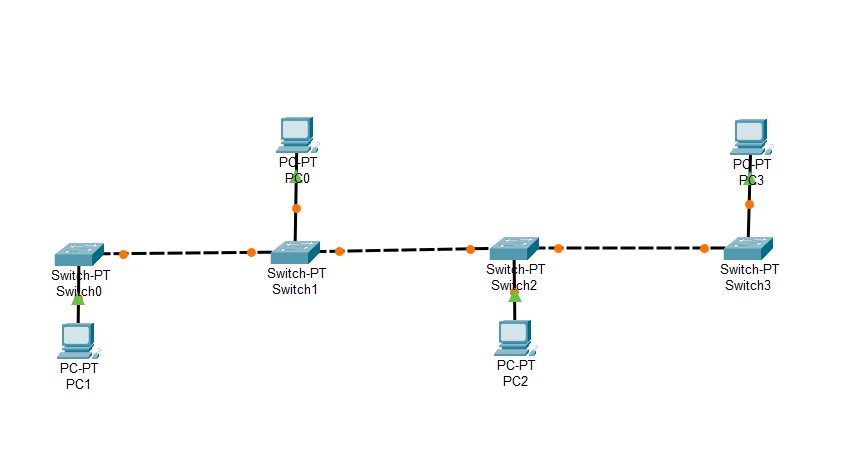 PC-PT
PC0
PC-PT
PC3
Switch-PT
Switch0
Switch-PT
Switch1
Switch-PT
Switch2
Switch-PT
Switch3
PC-PT
PC1
PC-PT
PC2